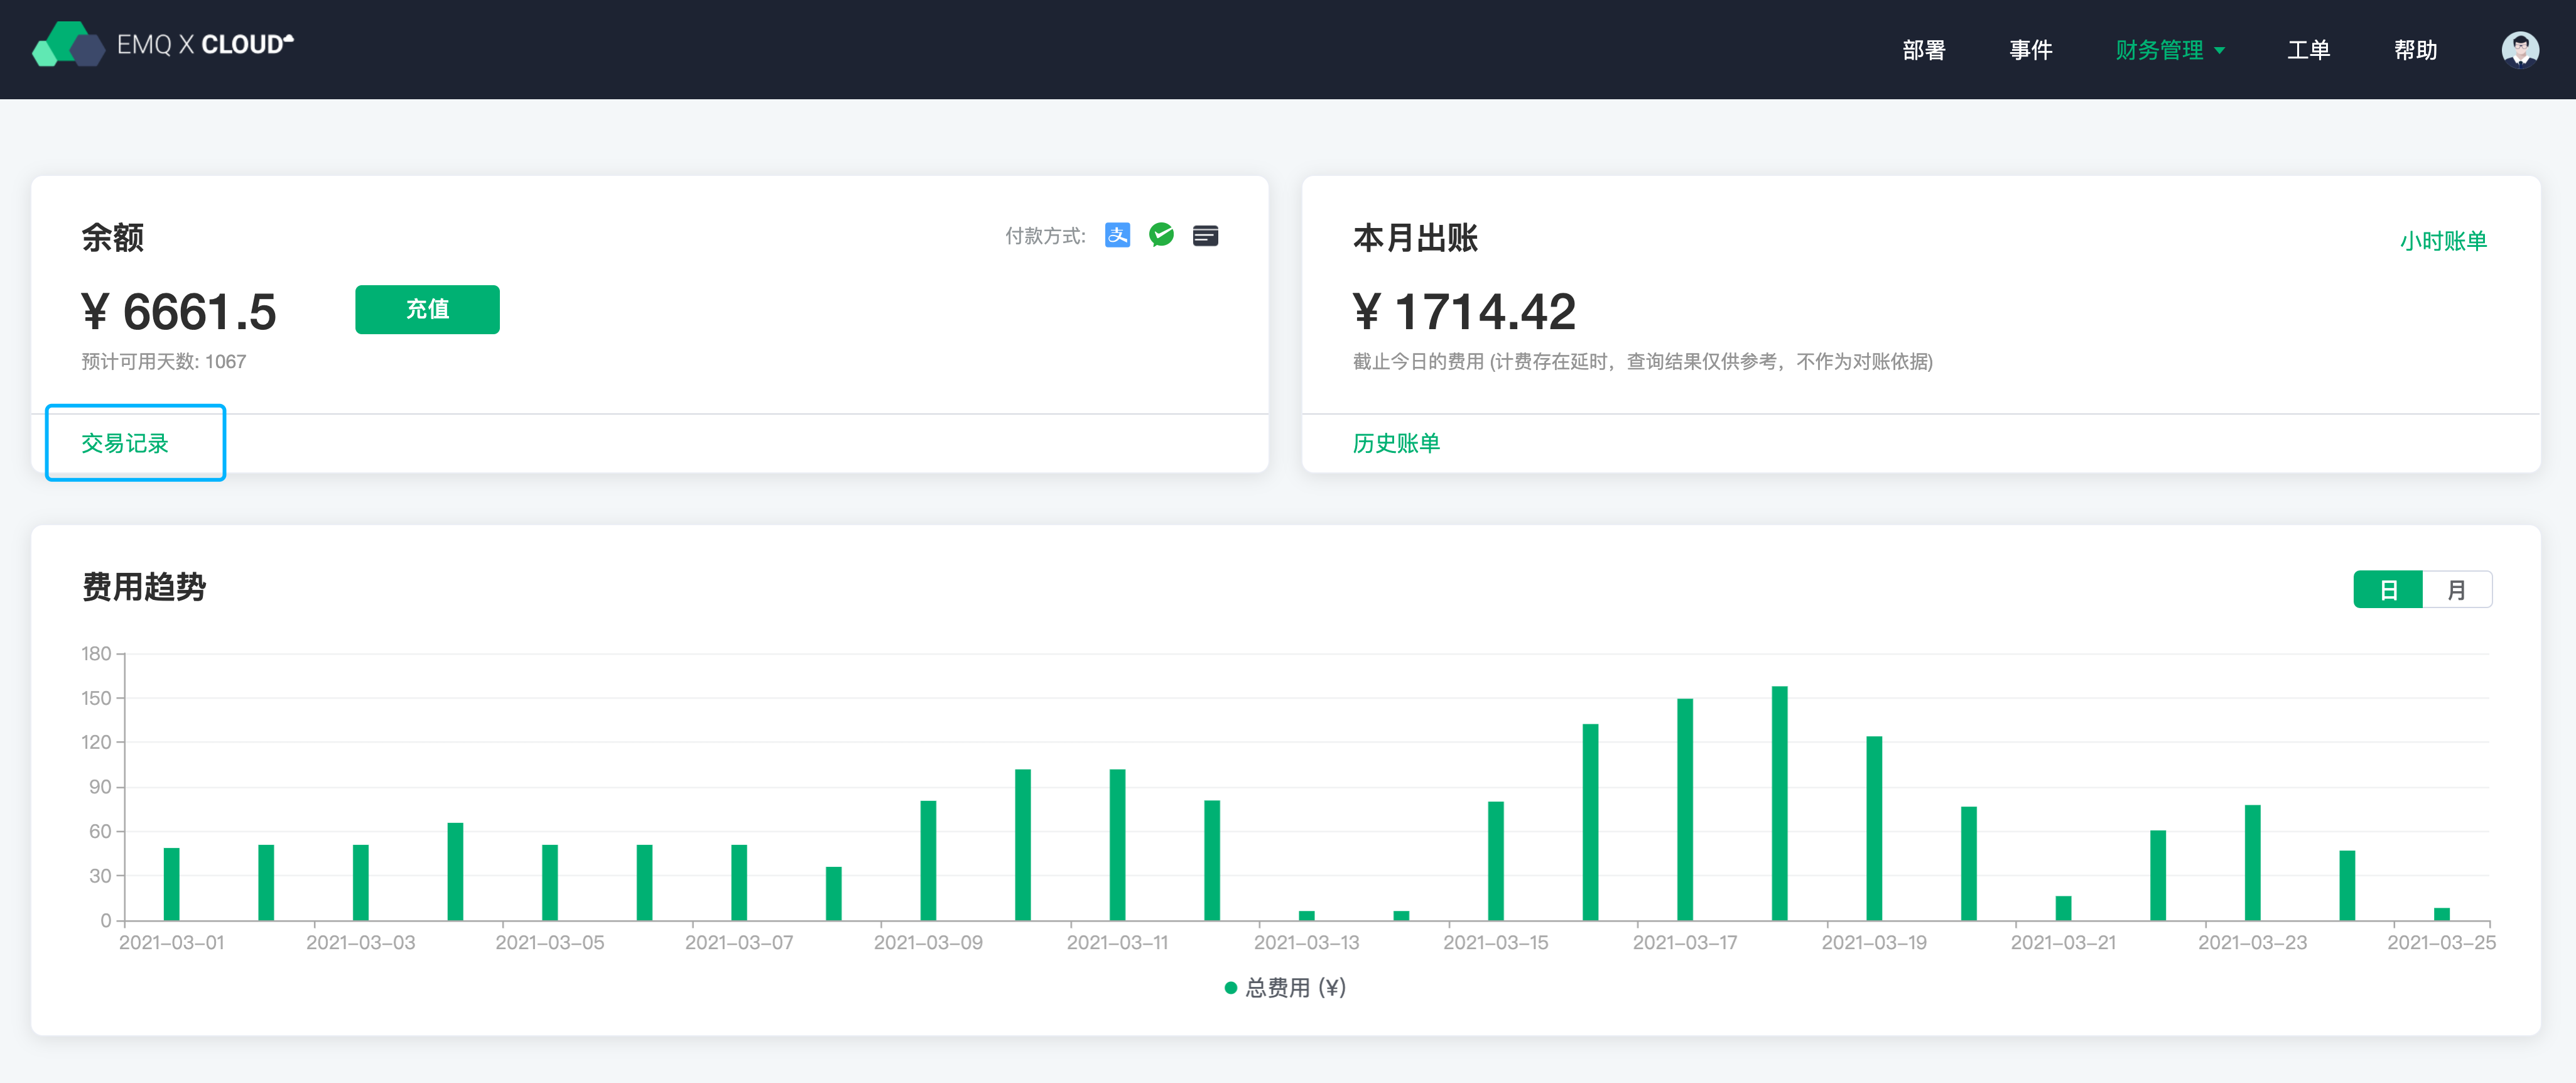 EMQ X CLOUD
部署 事件 财务管理 工单 帮助
余额
付款方式: 支
¥ 6661.5 充值
预计可用天数: 1067
交易记录
本月出账 小时账单
¥ 1714.42
截止今日的费用 (计费存在延时，查询结果仅供参考，不作为对账依据)
历史账单
费用趋势
日 月
180
150
120
90
60
30
0
2021-03-01 2021-03-03 2021-03-05 2021-03-07 2021-03-09 2021-03-11 2021-03-13 2021-03-15 2021-03-17 2021-03-19 2021-03-21 2021-03-23 2021-03-25
总费用 (¥)